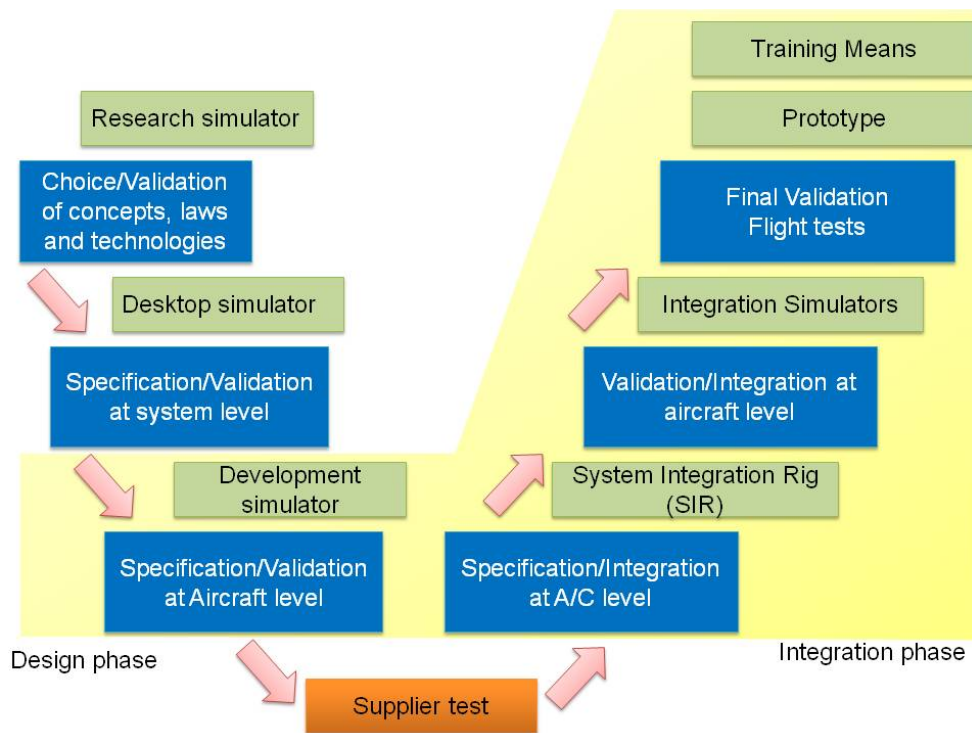 Training Means
Research simulator
Prototype
Choice/Validation
of concepts, laws
and technologies
Final Validation
Flight tests
Desktop simulator
Integration Simulators
Specification/Validation
at system level
Validation/Integration at
aircraft level
Development
simulator
System Integration Rig
(SIR)
Specification/Validation
at Aircraft level
Specification/Integration
at A/C level
Design phase
Integration phase
Supplier test